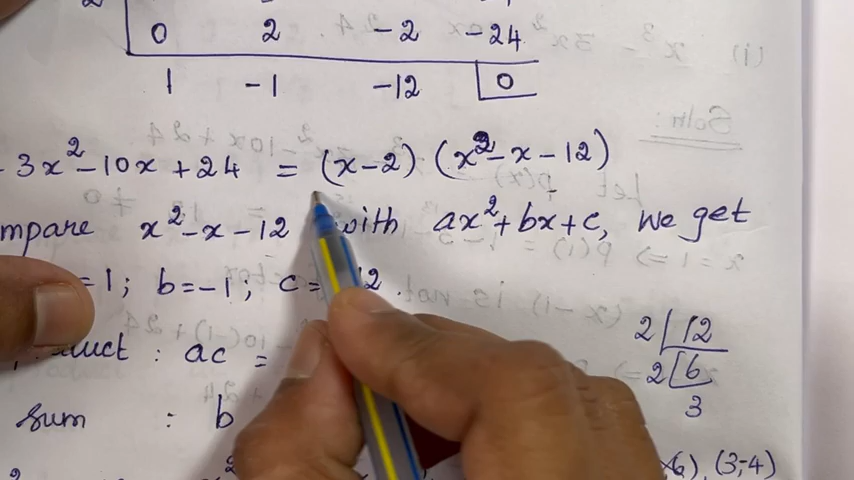 2
0 2 -2 -24
1 -1 -12 0
- 3x²-10x+24 = (x-2) (x²-x-12)
mpare x²-x-12 with ax²+bx+c, we get
=1; b=-1; c= 12.
2 12
duct : ac =
2 6
3
sum : b
(3,-4)